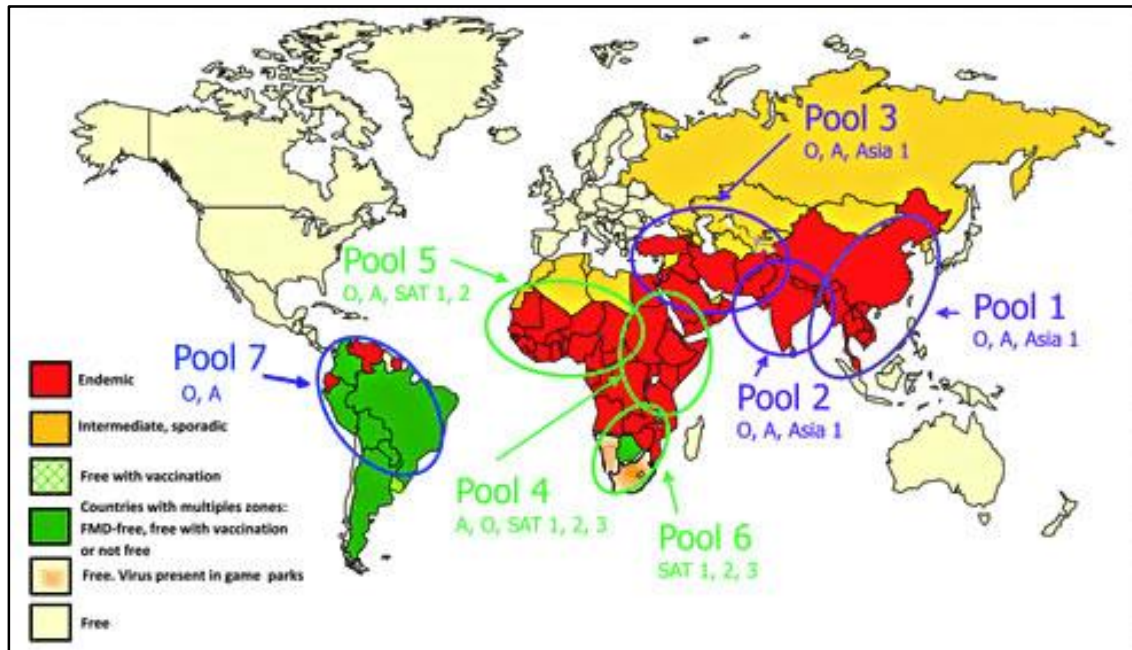 Pool 3
O, A, Asia 1
Pool 5
O, A, SAT 1, 2
Pool 1
O, A, Asia 1
Pool 7
O, A
Pool 2
O, A, Asia 1
Pool 4
A, O, SAT 1, 2, 3
Pool 6
SAT 1, 2, 3
Endemic
Intermediate, sporadic
Free with vaccination
Countries with multiples zones:
FMD-free, free with vaccination
or not free
Free. Virus present in game parks
Free